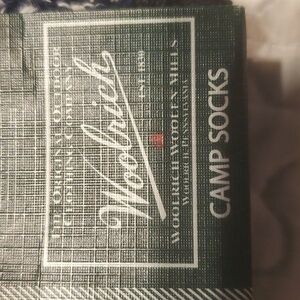 THE ORIGINAL OUTDOOR
CLOTHING COMPANY
Woolrich
EST. 1830
WOOLRICH WOOLEN MILLS
WOOLRICH, PENNSYLVANIA
CAMP SOCKS